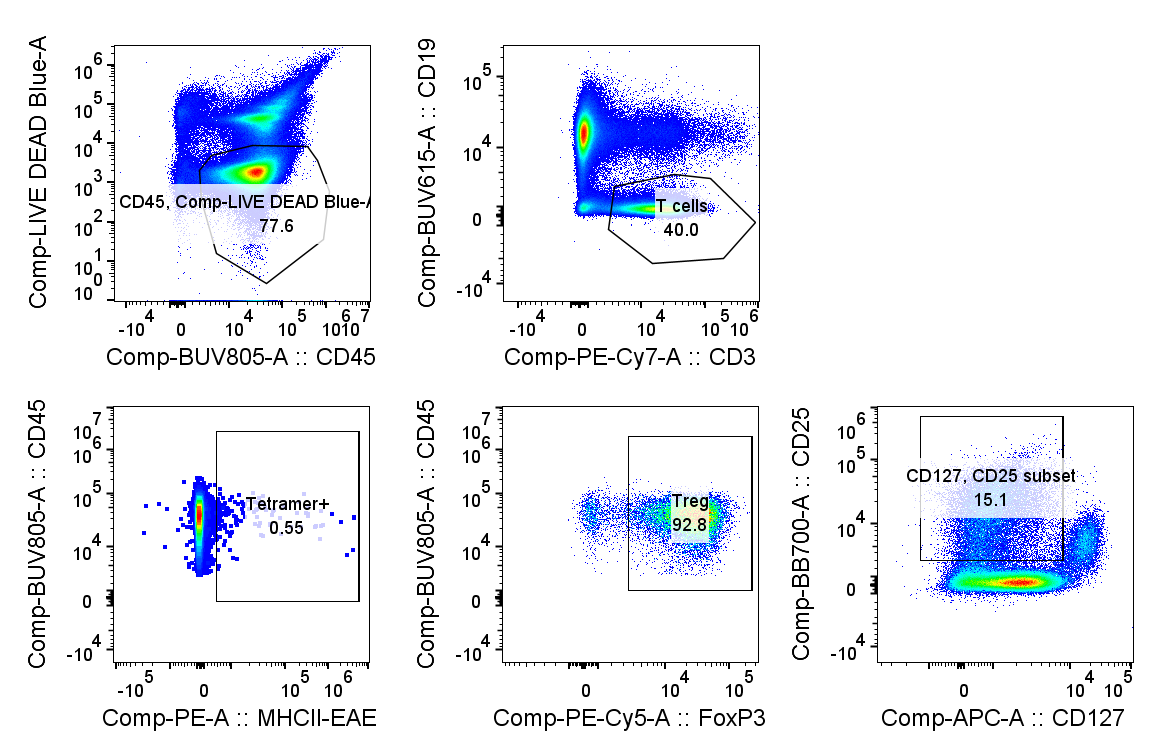 Comp-LIVE DEAD Blue-A
10^6
10^5
10^4
10^3
10^2
10^1
10^0
10
CD45, Comp-LIVE DEAD Blue-A
77.6
-10^4 0 10^4 10^5 10^6 10^7
Comp-BUV805-A :: CD45
Comp-BUV615-A :: CD19
10^5
10^4
0
-10^4
T cells
40.0
-10^4 0 10^4 10^5 10^6
Comp-PE-Cy7-A :: CD3
Comp-BUV805-A :: CD45
10^7
10^6
10^5
10^4
0
-10^4
Tetramer+
0.55
-10^5 0 10^5 10^6
Comp-PE-A :: MHCII-EAE
Comp-BUV805-A :: CD45
10^7
10^6
10^5
10^4
0
-10^4
Treg
92.8
0 10^4 10^5
Comp-PE-Cy5-A :: FoxP3
Comp-BB700-A :: CD25
10^6
10^5
10^4
0
-10^4
CD127, CD25 subset
15.1
0 10^4 10^5
Comp-APC-A :: CD127